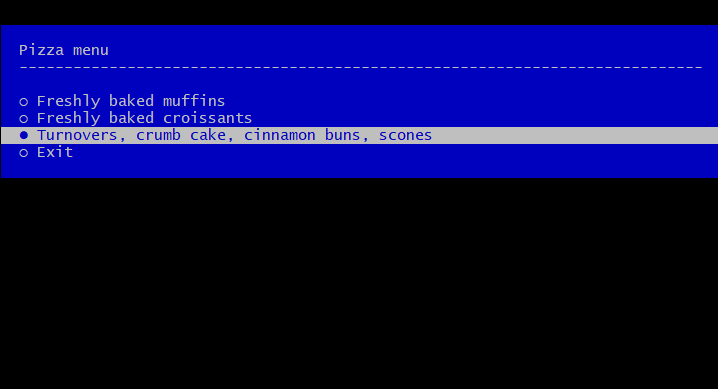 Pizza menu
----------------------------------------------------------------------------
○ Freshly baked muffins
○ Freshly baked croissants
● Turnovers, crumb cake, cinnamon buns, scones
○ Exit